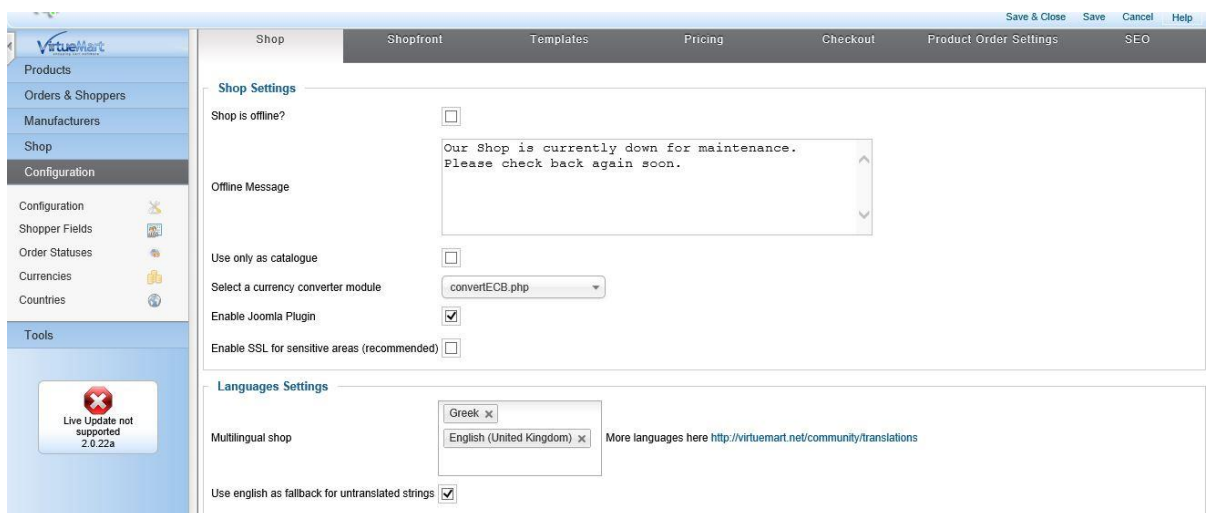 Save & Close Save Cancel Help
VirtueMart
Shop Shopfront Templates Pricing Checkout Product Order Settings SEO
Products
Orders & Shoppers
Manufacturers
Shop
Configuration
Configuration
Shopper Fields
Order Statuses
Currencies
Countries
Tools
Live Update not
supported
2.0.22a
Shop Settings
Shop is offline?
Offline Message
Our Shop is currently down for maintenance.
Please check back again soon.
Use only as catalogue
Select a currency converter module convertECB.php
Enable Joomla Plugin
Enable SSL for sensitive areas (recommended)
Languages Settings
Multilingual shop
Greek x
English (United Kingdom) x
More languages here http://virtuemart.net/community/translations
Use english as fallback for untranslated strings